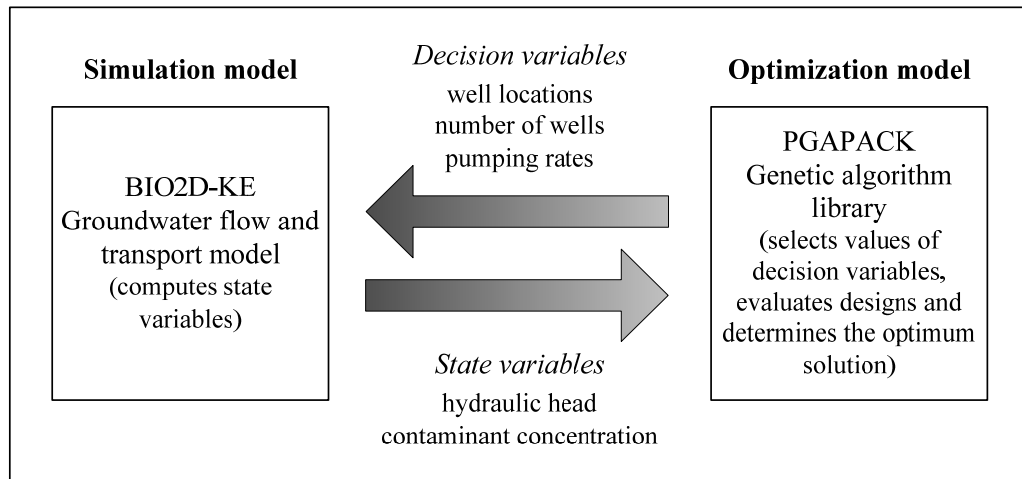 Simulation model
BIO2D-KE
Groundwater flow and
transport model
(computes state
variables)
Decision variables
well locations
number of wells
pumping rates
State variables
hydraulic head
contaminant concentration
Optimization model
PGAPACK
Genetic algorithm
library
(selects values of
decision variables,
evaluates designs and
determines the optimum
solution)